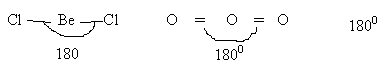 Cl — Be — Cl O = O = O 180⁰
180 180⁰